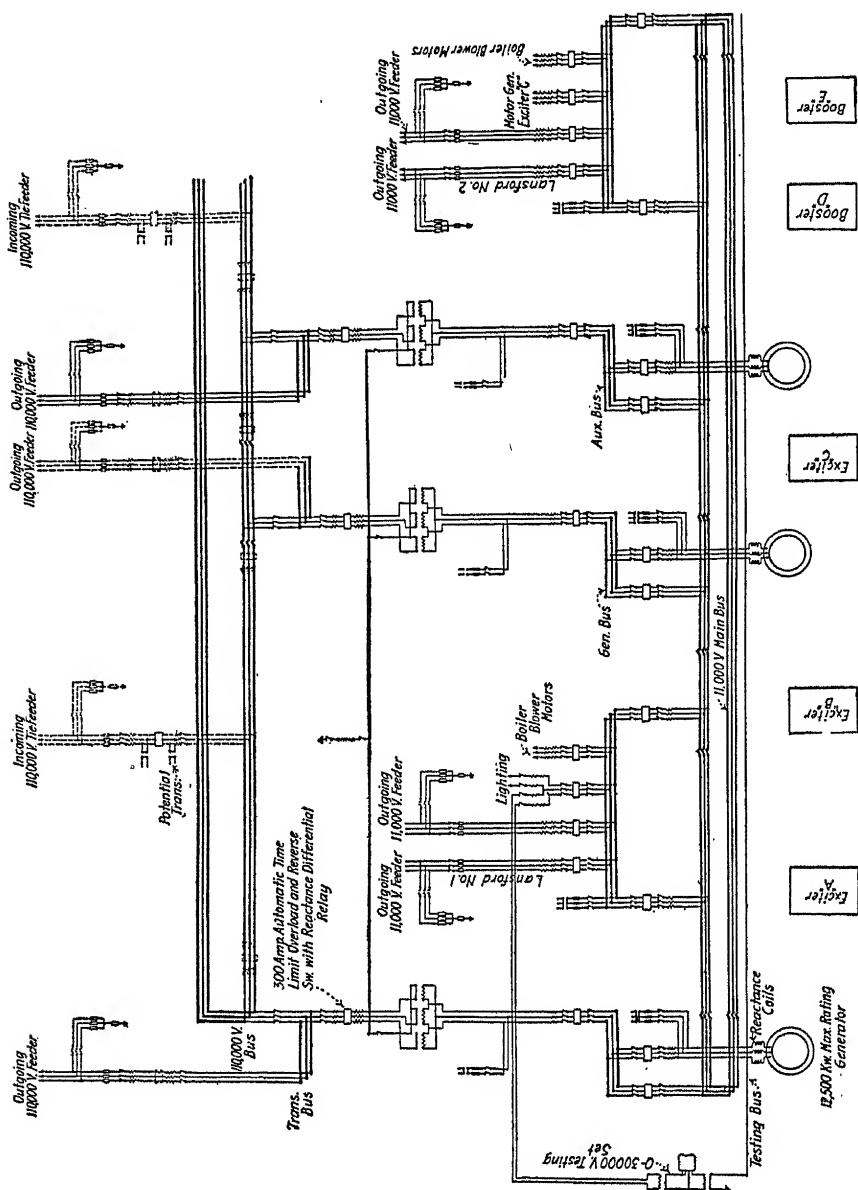 Outgoing
110,000 V. Feeder
Incoming
110,000 V. Tie Feeder
Outgoing
110,000 V. Feeder
Outgoing
110,000 V. Feeder
Incoming
110,000 V. Tie Feeder
Potential
Trans.
110,000 V.
Bus
Trans.
Bus
300 Amp. Automatic Time
Limit Overload and Reverse
Sw. with Reactance Differential
Relay
Outgoing
11,000 V. Feeder
Outgoing
11,000 V. Feeder
Lansford No. 1
Lighting
Boiler
Blower
Motors
Outgoing
11,000 V. Feeder
Outgoing
11,000 V. Feeder
Lansford No. 2
Motor Gen.
Exciter "C"
Boiler Blower Motors
Gen. Bus
Aux. Bus
11,000 V. Main Bus
0-30000 V. Testing
Set
Testing Bus
Reactance
Coils
12,500 Kw. Max. Rating
Generator
Exciter
"A"
Exciter
"B"
Exciter
"C"
Booster
"D"
Booster
"E"